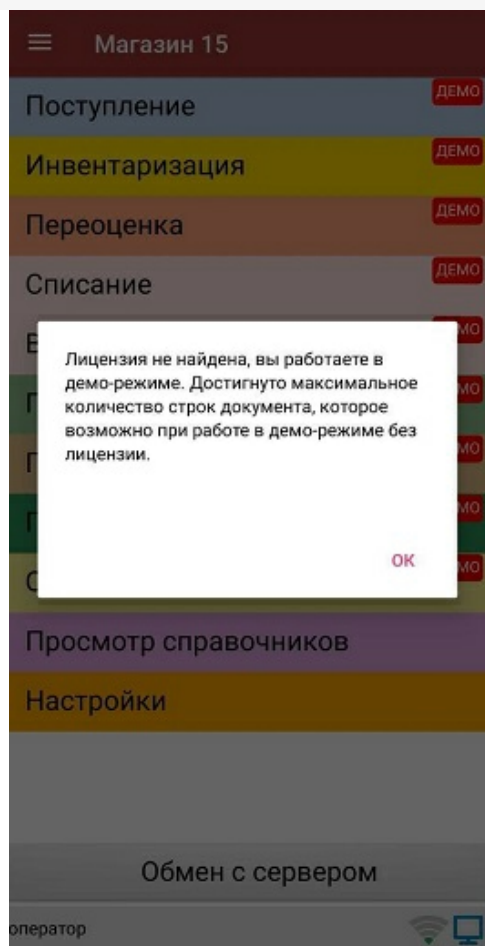 Магазин 15
Поступление ДЕМО
Инвентаризация ДЕМО
Переоценка ДЕМО
Списание ДЕМО
Лицензия не найдена, вы работаете в
демо-режиме. Достигнуто максимальное
количество строк документа, которое
возможно при работе в демо-режиме без
лицензии.
ОК
Просмотр справочников
Настройки
Обмен с сервером
оператор